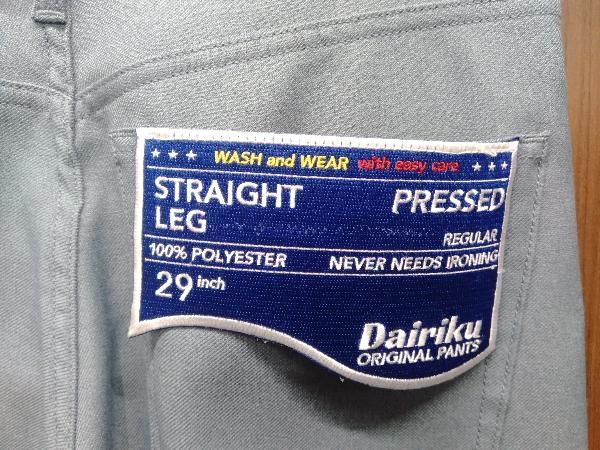 ★ ★ ★ WASH and WEAR with easy care ★ ★ ★
STRAIGHT PRESSED
LEG
REGULAR
100% POLYESTER NEVER NEEDS IRONING
29 inch
Dairiku
ORIGINAL PANTS